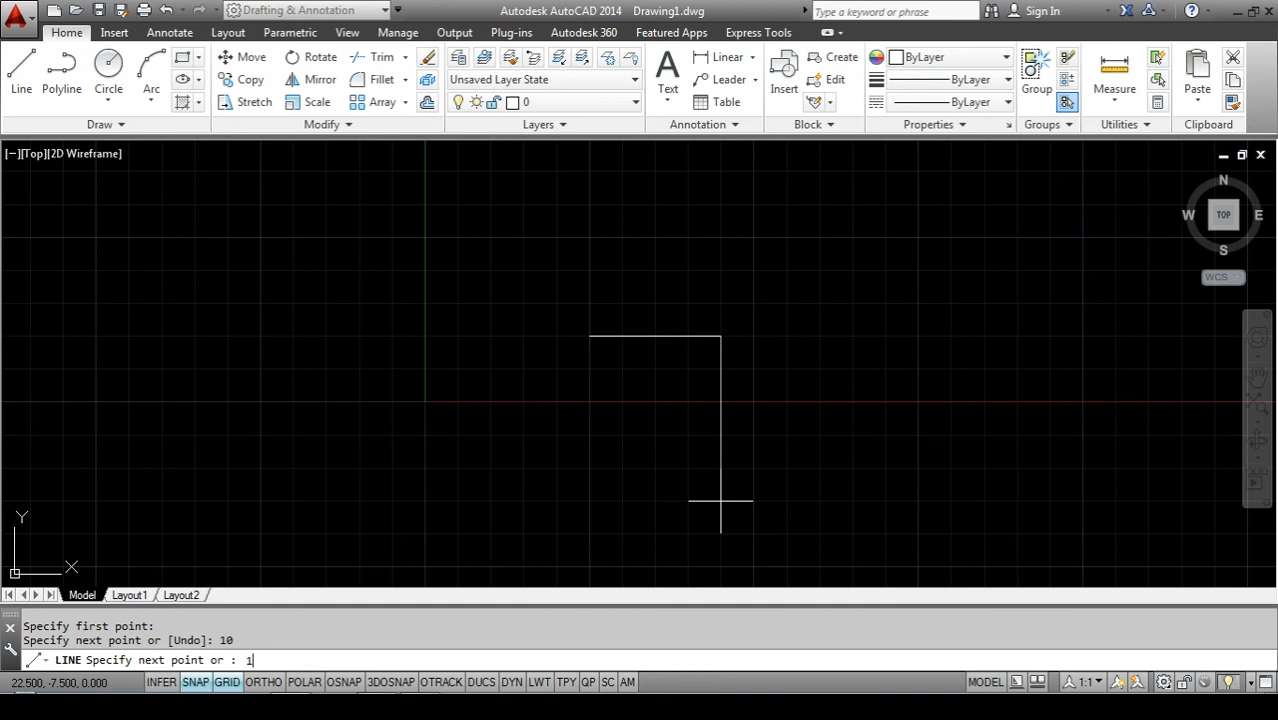 Drafting & Annotation
Autodesk AutoCAD 2014 Drawing1.dwg
Type a keyword or phrase
Sign In
Home Insert Annotate Layout Parametric View Manage Output Plug-ins Autodesk 360 Featured Apps Express Tools
Line Polyline Circle Arc
Move Rotate Trim
Copy Mirror Fillet
Stretch Scale Array
Unsaved Layer State
0
Text
Linear
Leader
Table
Insert
Create
Edit
ByLayer
ByLayer
ByLayer
Group
Measure
Paste
Draw Modify Layers Annotation Block Properties Groups Utilities Clipboard
[−][Top][2D Wireframe]
N
W TOP E
S
WCS
Y
X
Model Layout1 Layout2
Specify first point:
Specify next point or [Undo]: 10
LINE Specify next point or : 1
22.500, -7.500, 0.000 INFER SNAP GRID ORTHO POLAR OSNAP 3DOSNAP OTRACK DUCS DYN LWT TPY QP SC AM MODEL 1:1